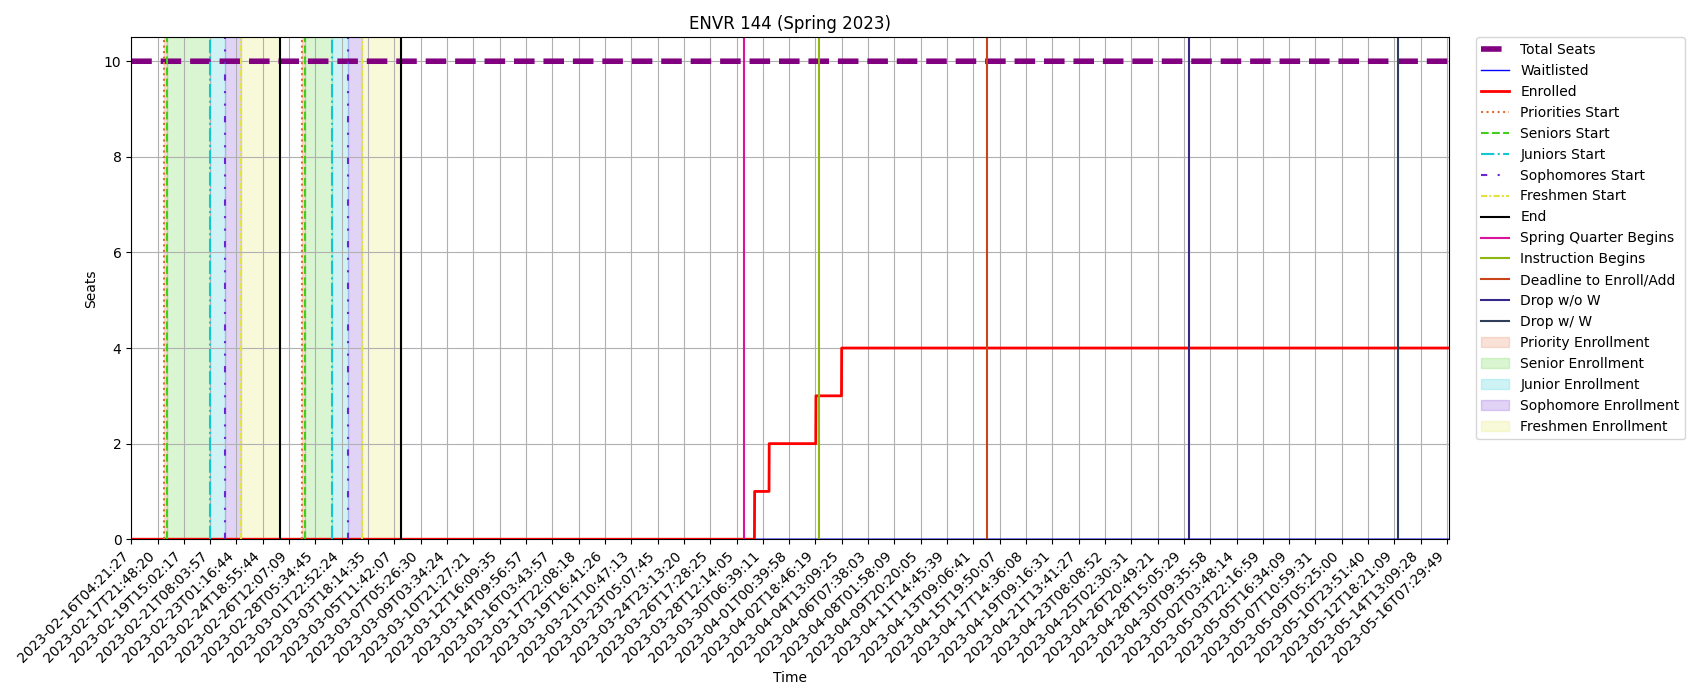 ENVR 144 (Spring 2023)
10
8
6
4
2
0
Seats
2023-02-16T04:21:27
2023-02-17T21:48:20
2023-02-19T15:02:17
2023-02-21T08:03:57
2023-02-23T01:16:44
2023-02-24T18:55:44
2023-02-26T12:07:09
2023-02-28T05:34:45
2023-03-01T22:52:24
2023-03-03T18:14:35
2023-03-05T11:42:07
2023-03-07T05:26:30
2023-03-09T03:34:24
2023-03-10T21:27:21
2023-03-12T16:09:35
2023-03-14T09:56:57
2023-03-16T03:43:57
2023-03-17T22:08:18
2023-03-19T16:41:26
2023-03-21T10:47:13
2023-03-23T05:07:45
2023-03-24T23:13:20
2023-03-26T17:28:25
2023-03-28T12:14:05
2023-03-30T06:39:11
2023-04-01T00:39:58
2023-04-02T18:46:19
2023-04-04T13:09:25
2023-04-06T07:38:03
2023-04-08T01:58:09
2023-04-09T20:20:05
2023-04-11T14:45:39
2023-04-13T09:06:41
2023-04-15T19:50:07
2023-04-17T14:36:08
2023-04-19T09:16:31
2023-04-21T13:41:27
2023-04-23T08:08:52
2023-04-25T02:30:31
2023-04-26T20:49:21
2023-04-28T15:05:29
2023-04-30T09:35:58
2023-05-02T03:48:14
2023-05-03T22:16:59
2023-05-05T16:34:09
2023-05-07T10:59:31
2023-05-09T05:25:00
2023-05-10T23:51:40
2023-05-12T18:21:09
2023-05-14T13:09:28
2023-05-16T07:29:49
Time
Total Seats
Waitlisted
Enrolled
Priorities Start
Seniors Start
Juniors Start
Sophomores Start
Freshmen Start
End
Spring Quarter Begins
Instruction Begins
Deadline to Enroll/Add
Drop w/o W
Drop w/ W
Priority Enrollment
Senior Enrollment
Junior Enrollment
Sophomore Enrollment
Freshmen Enrollment